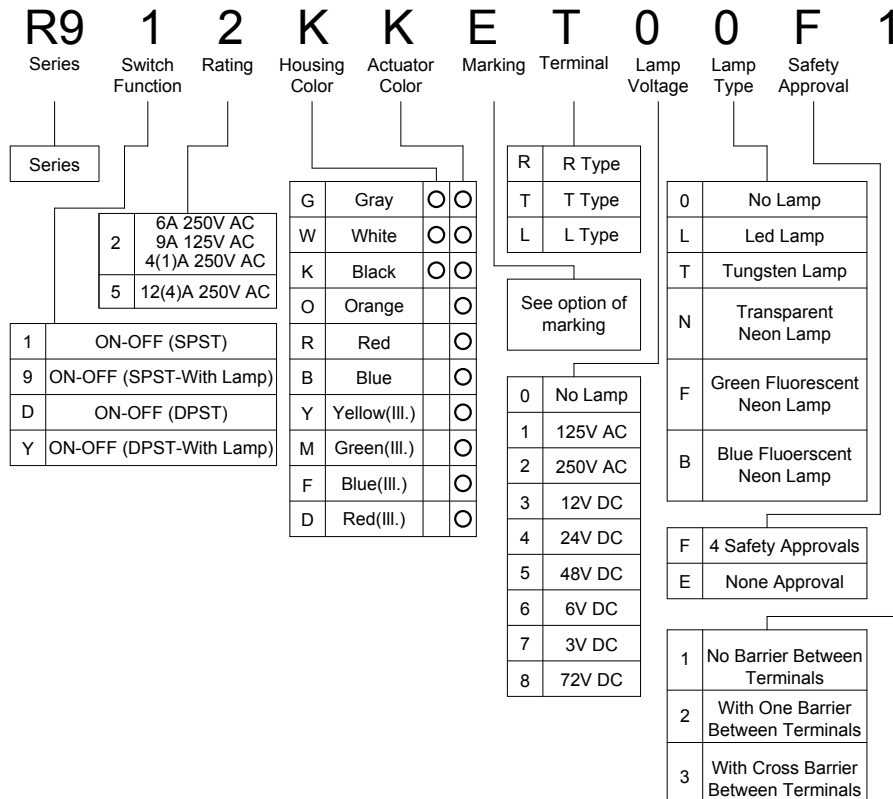 R9 1 2 K K E T 0 0 F 1
Series
Switch
Function
Rating
Housing
Color
Actuator
Color
Marking
Terminal
Lamp
Voltage
Lamp
Type
Safety
Approval
Series
2
6A 250V AC
9A 125V AC
4(1)A 250V AC
5 12(4)A 250V AC
1 ON-OFF (SPST)
9 ON-OFF (SPST-With Lamp)
D ON-OFF (DPST)
Y ON-OFF (DPST-With Lamp)
G Gray
W White
K Black
O Orange
R Red
B Blue
Y Yellow(Ill.)
M Green(Ill.)
F Blue(Ill.)
D Red(Ill.)
R R Type
T T Type
L L Type
See option of
marking
0 No Lamp
1 125V AC
2 250V AC
3 12V DC
4 24V DC
5 48V DC
6 6V DC
7 3V DC
8 72V DC
0 No Lamp
L Led Lamp
T Tungsten Lamp
N Transparent
Neon Lamp
F Green Fluorescent
Neon Lamp
B Blue Fluoerscent
Neon Lamp
F 4 Safety Approvals
E None Approval
1 No Barrier Between
Terminals
2 With One Barrier
Between Terminals
3 With Cross Barrier
Between Terminals